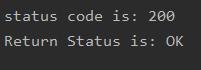 status code is: 200
Return Status is: OK